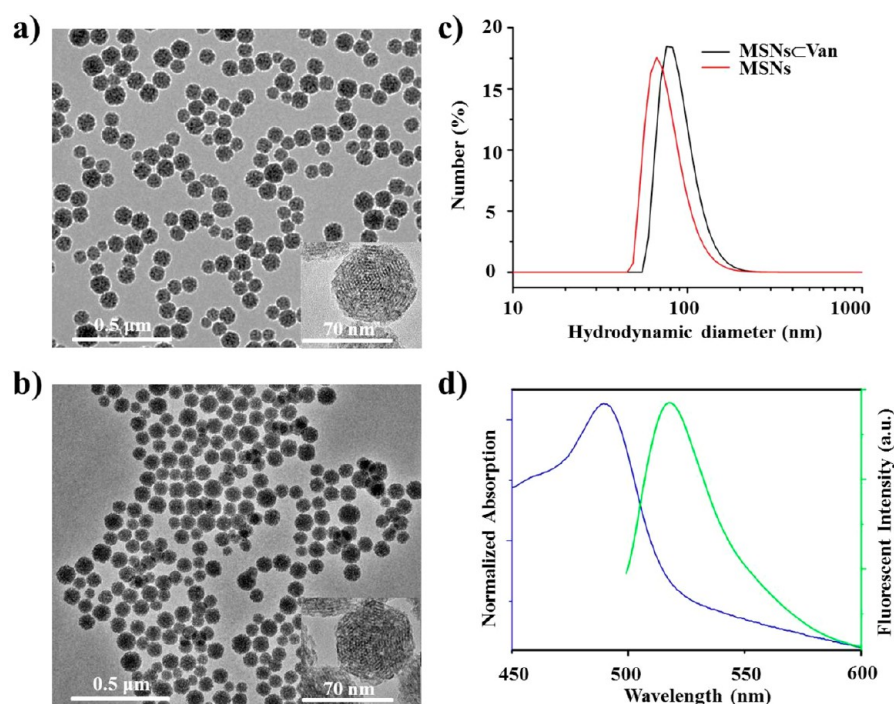 a)
0.5 μm
70 nm
b)
0.5 μm
70 nm
c)
MSNs⊂Van
MSNs
Number (%)
20
15
10
5
0
10
100
1000
Hydrodynamic diameter (nm)
d)
Normalized Absorption
Fluorescent Intensity (a.u.)
450
500
550
600
Wavelength (nm)